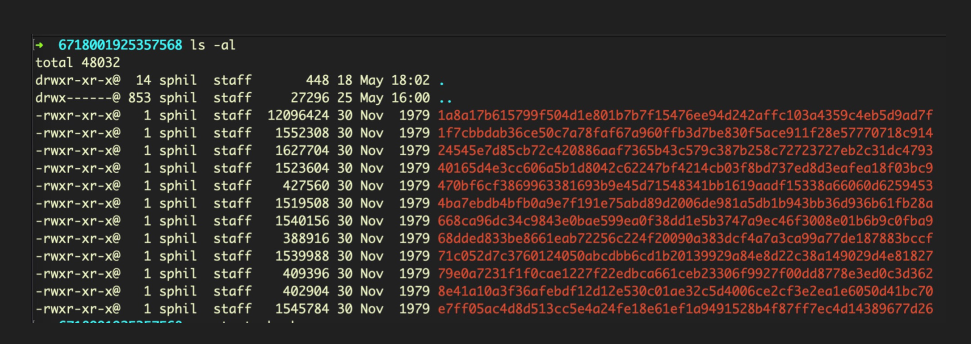 → 6718001925357568 ls -al
total 48032
drwxr-xr-x@ 14 sphil staff 448 18 May 18:02 .
drwx------@ 853 sphil staff 27296 25 May 16:00 ..
-rwxr-xr-x@ 1 sphil staff 12096424 30 Nov 1979 1a8a17b615799f504d1e801b7b7f15476ee94d242affc103a4359c4eb5d9ad7f
-rwxr-xr-x@ 1 sphil staff 1552308 30 Nov 1979 1f7cbbdab36ce50c7a78faf67a960ffb3d7be830f5ace911f28e57770718c914
-rwxr-xr-x@ 1 sphil staff 1627704 30 Nov 1979 24545e7d85cb72c420886aaf7365b43c579c387b258c72723727eb2c31dc4793
-rwxr-xr-x@ 1 sphil staff 1523604 30 Nov 1979 40165d4e3cc606a5b1d8042c62247bf4214cb03f8bd737ed8d3eafea18f03bc9
-rwxr-xr-x@ 1 sphil staff 427560 30 Nov 1979 470bf6cf3869963381693b9e45d71548341bb1619aadf15338a66060d6259453
-rwxr-xr-x@ 1 sphil staff 1519508 30 Nov 1979 4ba7ebdb4bfb0a9e7f191e75abd89d2006de981a5db1b943bb36d936b61fb28a
-rwxr-xr-x@ 1 sphil staff 1540156 30 Nov 1979 668ca96dc34c9843e0bae599ea0f38dd1e5b3747a9ec46f3008e01b6b9c0fba9
-rwxr-xr-x@ 1 sphil staff 388916 30 Nov 1979 68dded833be8661eab72256c224f20090a383dcf4a7a3ca99a77de187883bccf
-rwxr-xr-x@ 1 sphil staff 1539988 30 Nov 1979 71c052d7c3760124050abcdbb6cd1b20139929a84e8d22c38a149029d4e81827
-rwxr-xr-x@ 1 sphil staff 409396 30 Nov 1979 79e0a7231f1f0cae1227f22edbca661ceb23306f9927f00dd8778e3ed0c3d362
-rwxr-xr-x@ 1 sphil staff 402904 30 Nov 1979 8e41a10a3f36afebdf12d12e530c01ae32c5d4006ce2cf3e2ea1e6050d41bc70
-rwxr-xr-x@ 1 sphil staff 1545784 30 Nov 1979 e7ff05ac4d8d513cc5e4a24fe18e61ef1a9491528b4f87ff7ec4d14389677d26